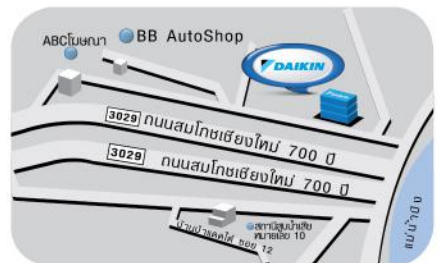 ABCโฆษณา
BB AutoShop
DAIKIN
3029 ถนนสมโภชเชียงใหม่ 700 ปี
3029 ถนนสมโภชเชียงใหม่ 700 ปี
สถานีสูบน้ำเสีย
หมายเลข 10
ซอย 12
แม่น้ำปิง